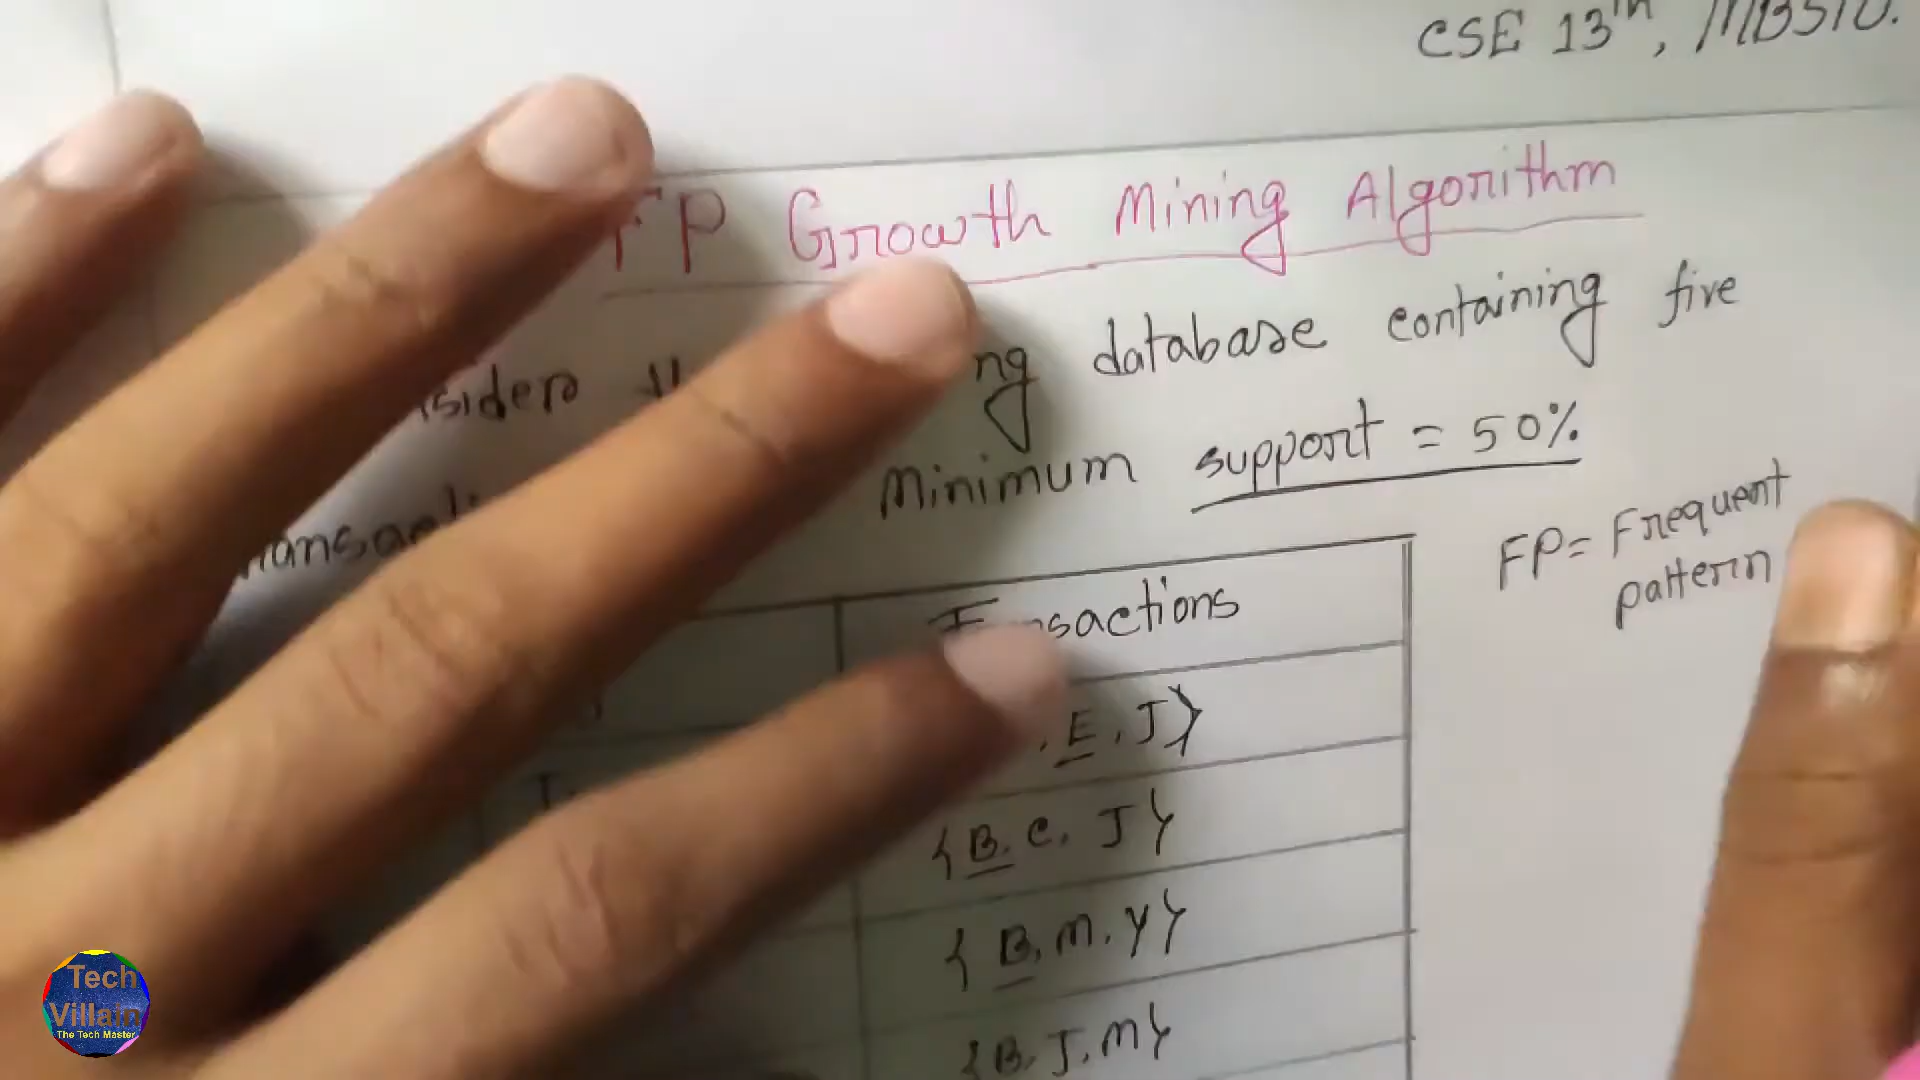 CSE 13th, MBSTU.
FP Growth Mining Algorithm
database containing five
Minimum support = 50%
FP= Frequent
pattern
Transactions
, E, J}
{B, C, J}
{B, M, Y}
{B, J, M}
Tech
Villain
The Tech Master